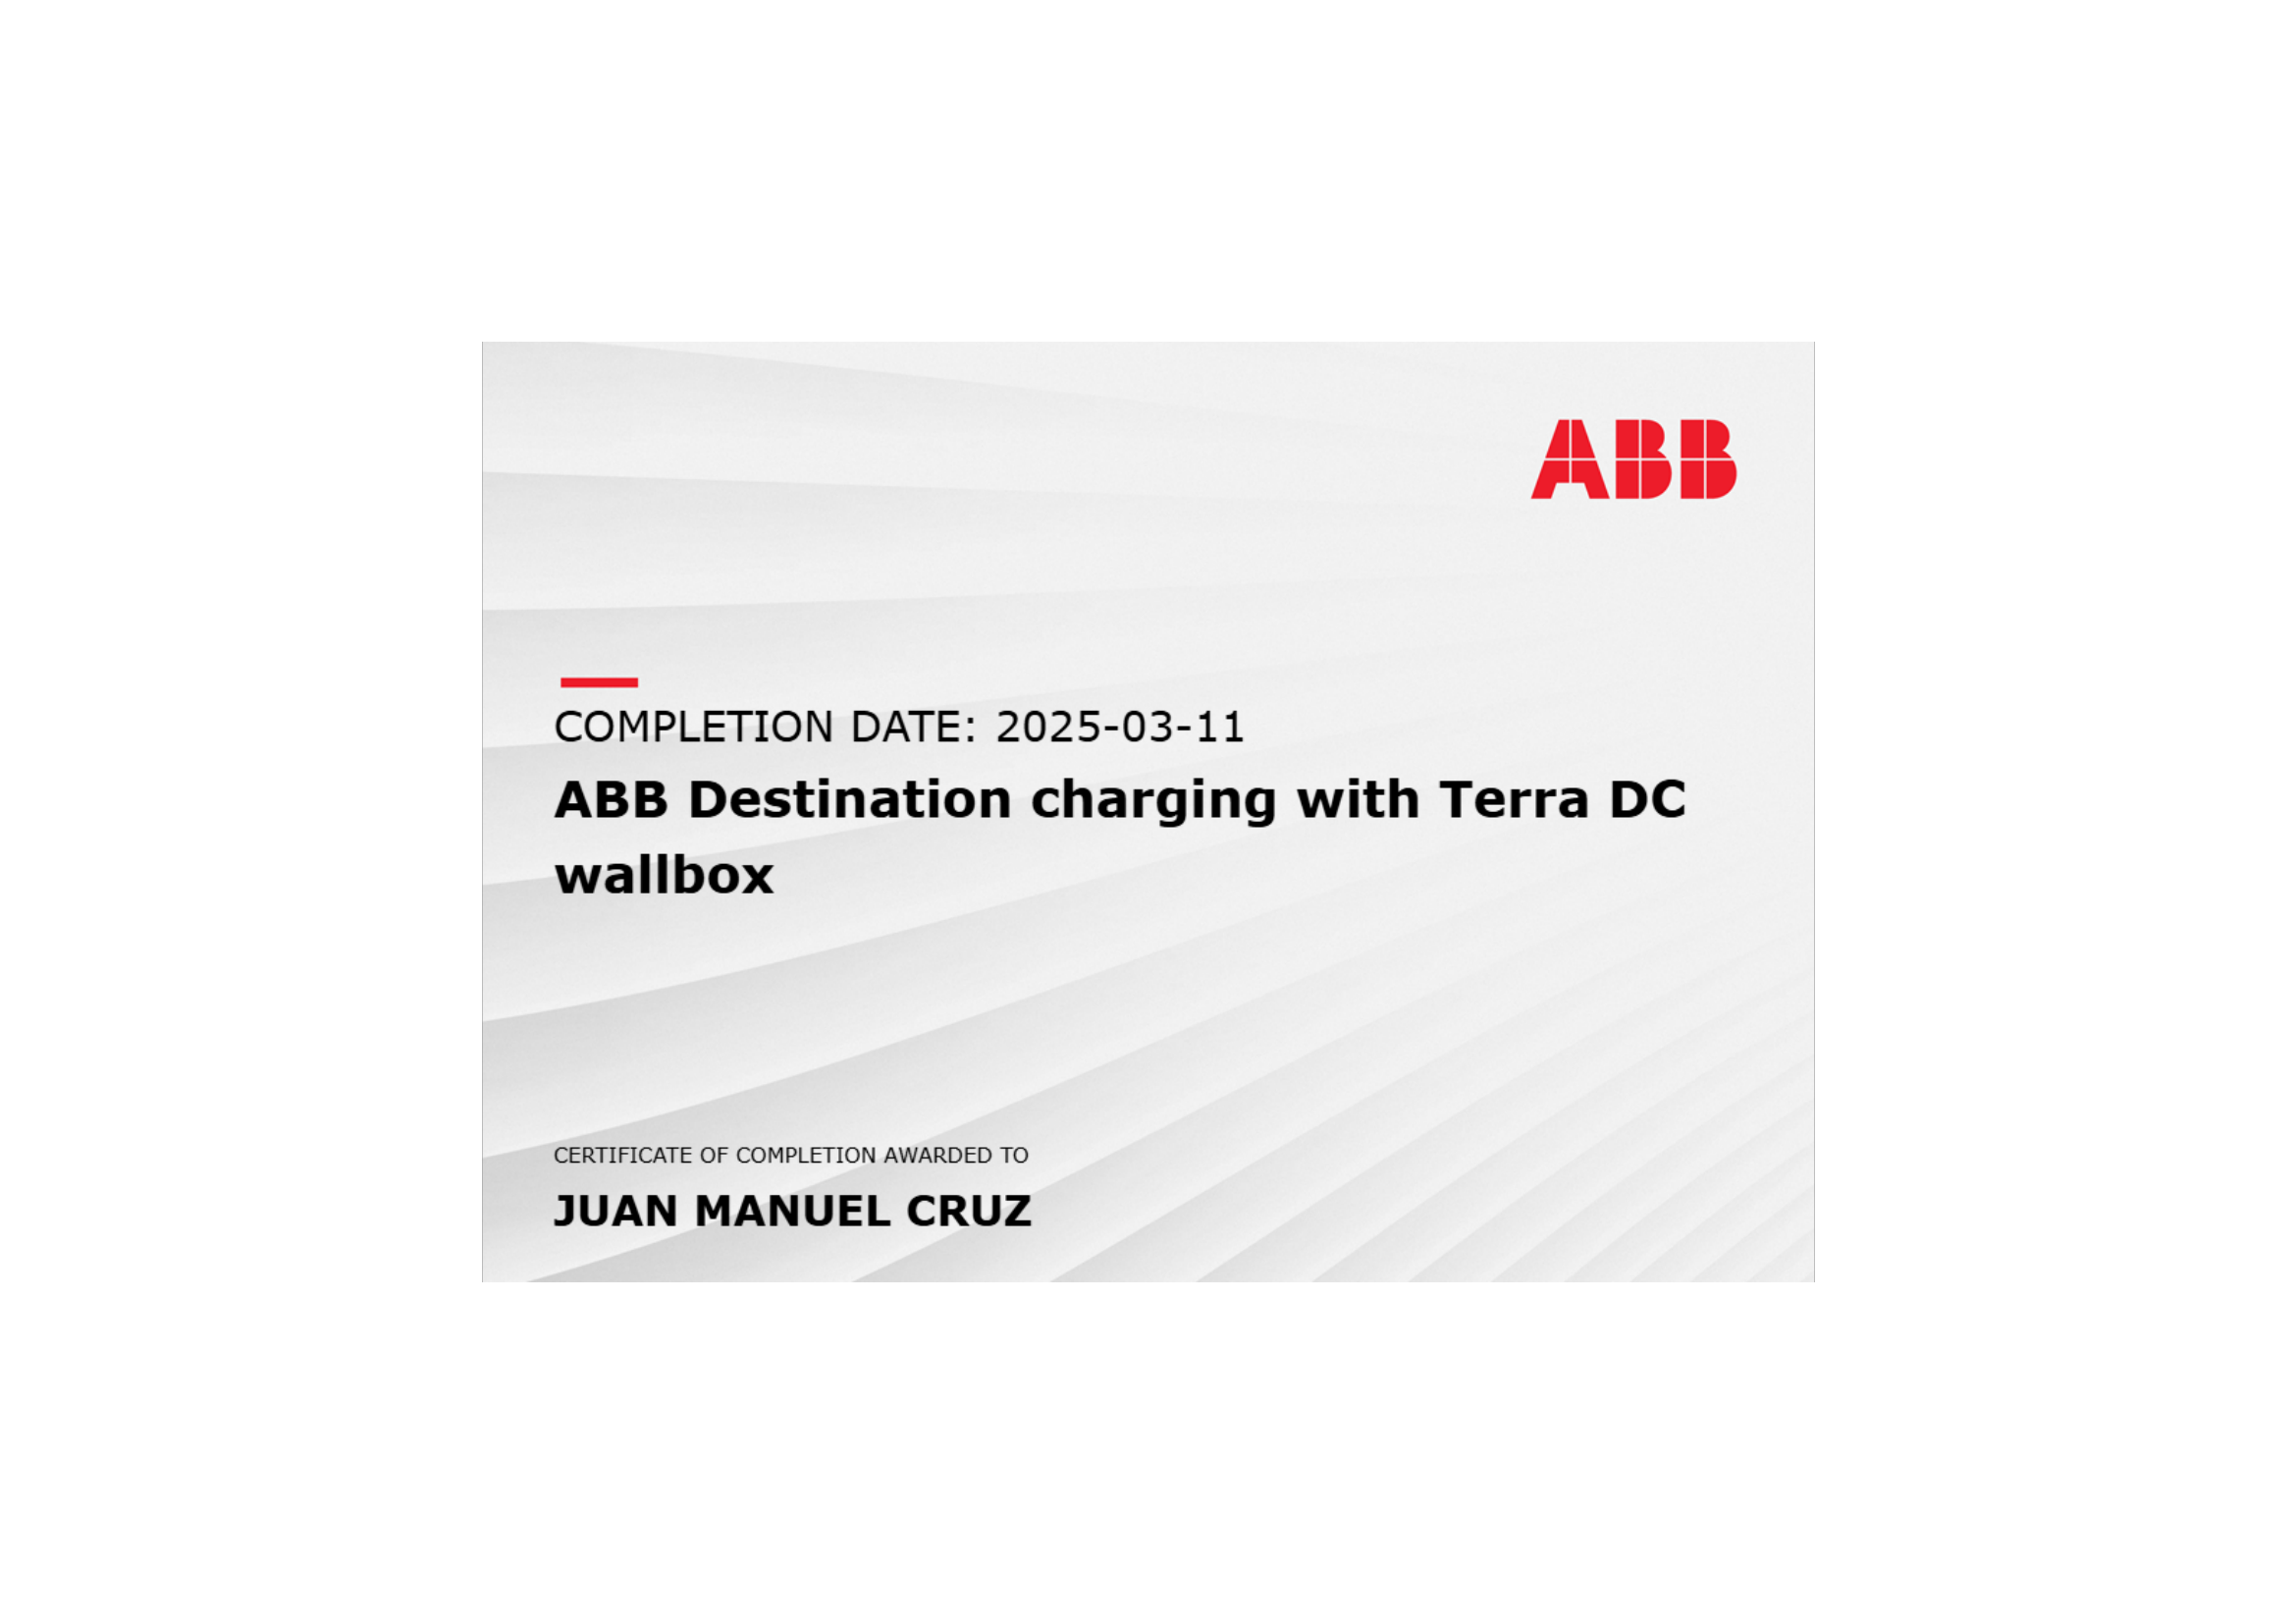 ABB
COMPLETION DATE: 2025-03-11
ABB Destination charging with Terra DC
wallbox
CERTIFICATE OF COMPLETION AWARDED TO
JUAN MANUEL CRUZ